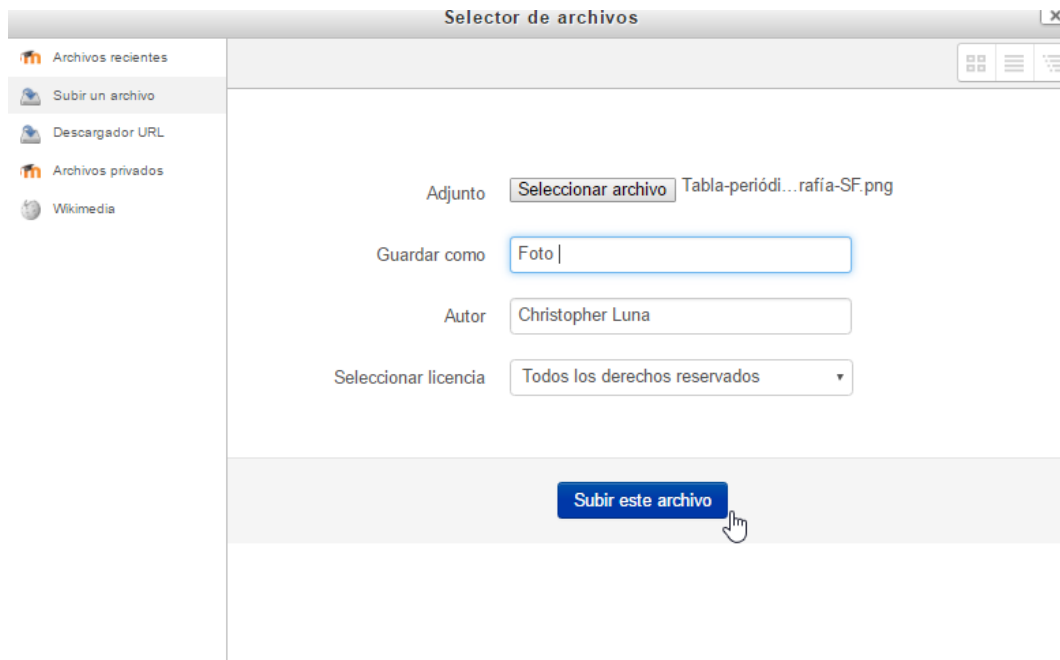 Selector de archivos
Archivos recientes
Subir un archivo
Descargador URL
Archivos privados
Wikimedia
Adjunto Seleccionar archivo Tabla-periódi...rafía-SF.png
Guardar como Foto
Autor Christopher Luna
Seleccionar licencia Todos los derechos reservados
Subir este archivo